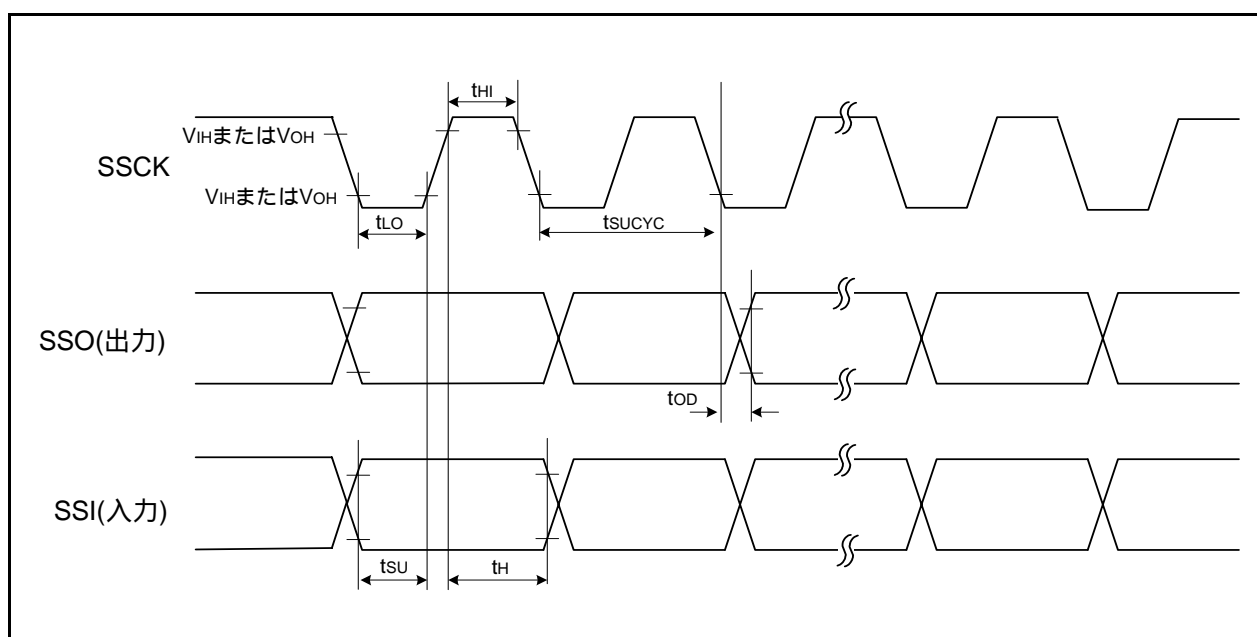 tHI
VIHまたはVOH
SSCK
VIHまたはVOH
tLO
tSUCYC
SSO(出力)
tOD
SSI(入力)
tSU
tH